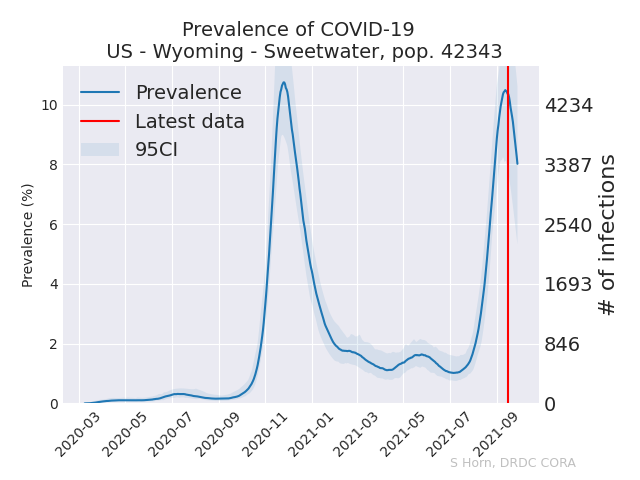 Prevalence of COVID-19
US - Wyoming - Sweetwater, pop. 42343
Prevalence
Latest data
95CI
Prevalence (%)
10
8
6
4
2
0
4234
3387
2540
1693
846
0
# of infections
2020-03
2020-05
2020-07
2020-09
2020-11
2021-01
2021-03
2021-05
2021-07
2021-09
S Horn, DRDC CORA